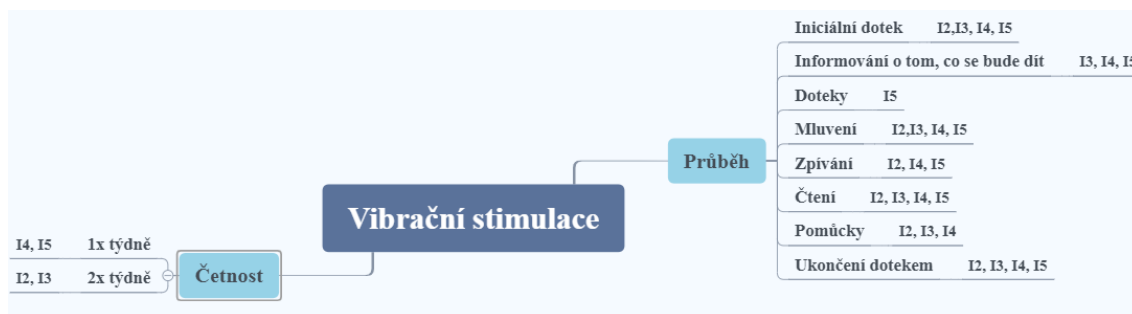 Iniciální dotek I2,I3, I4, I5
Informování o tom, co se bude dít I3, I4, I5
Doteky I5
Mluvení I2,I3, I4, I5
Průběh
Zpívání I2, I4, I5
Čtení I2, I3, I4, I5
Vibrační stimulace
Pomůcky I2, I3, I4
I4, I5 1x týdně
Ukončení dotekem I2, I3, I4, I5
Četnost
I2, I3 2x týdně